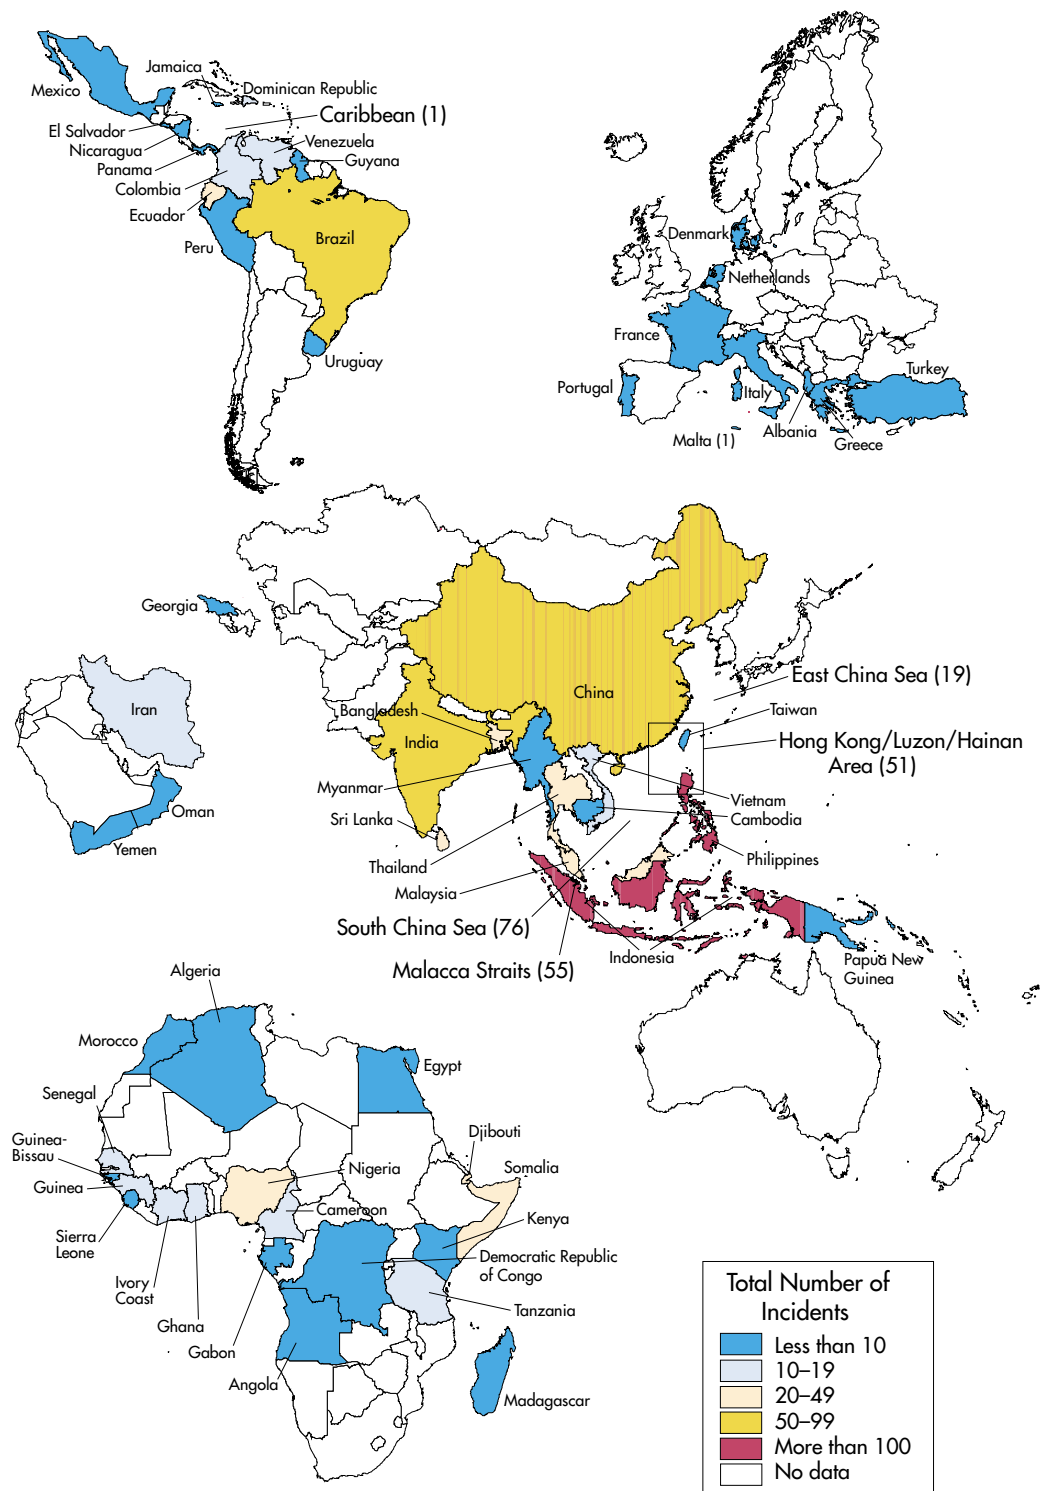 Jamaica
Mexico
Dominican Republic
Caribbean (1)
El Salvador
Venezuela
Nicaragua
Guyana
Panama
Colombia
Ecuador
Brazil
Peru
Uruguay
Denmark
Netherlands
France
Turkey
Portugal
Italy
Malta (1)
Albania
Greece
Georgia
East China Sea (19)
China
Iran
Bangladesh
Taiwan
India
Hong Kong/Luzon/Hainan
Area (51)
Myanmar
Vietnam
Oman
Sri Lanka
Cambodia
Yemen
Thailand
Philippines
Malaysia
South China Sea (76)
Indonesia
Papua New
Guinea
Malacca Straits (55)
Algeria
Morocco
Egypt
Senegal
Djibouti
Guinea-
Bissau
Nigeria
Somalia
Guinea
Cameroon
Kenya
Sierra
Leone
Democratic Republic
of Congo
Ivory
Coast
Tanzania
Ghana
Gabon
Angola
Madagascar
Total Number of
Incidents
Less than 10
10–19
20–49
50–99
More than 100
No data